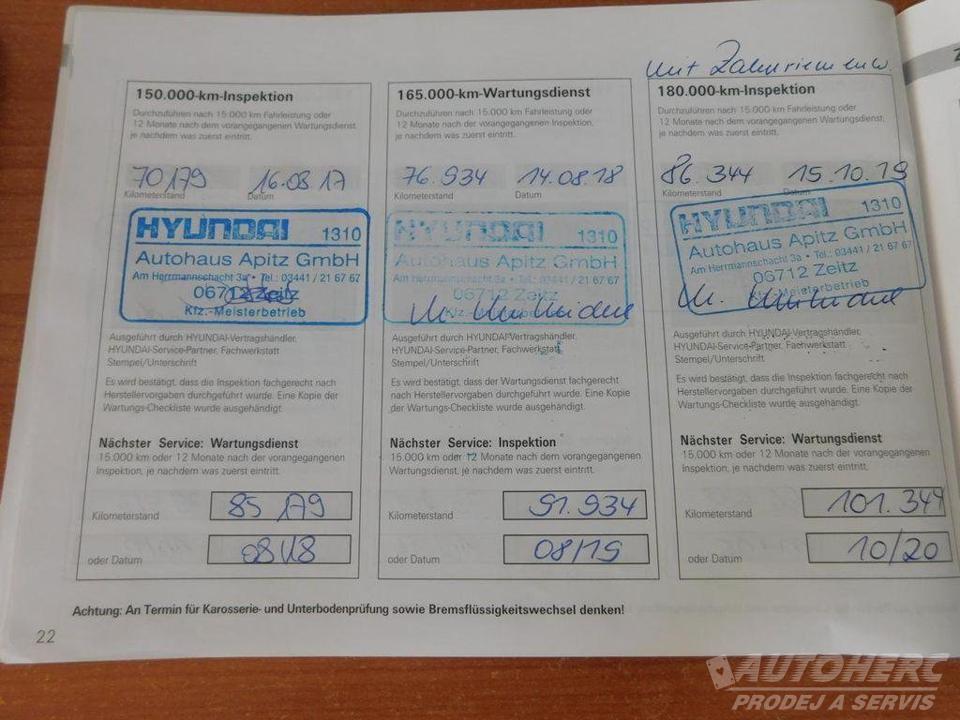 mit Zahnriemenw.
150.000-km-Inspektion
Durchzuführen nach 15.000 km Fahrleistung oder
12 Monate nach dem vorangegangenen Wartungsdienst,
je nachdem was zuerst eintritt.
70179 16.08 17
Kilometerstand Datum
HYUNDAI 1310
Autohaus Apitz GmbH
Am Herrmannschacht 3a • Tel.: 03441 / 21 67 67
06712 Zeitz
Kfz.-Meisterbetrieb
Ausgeführt durch HYUNDAI-Vertragshändler,
HYUNDAI-Service-Partner, Fachwerkstatt
Stempel/Unterschrift
Es wird bestätigt, dass die Inspektion fachgerecht nach
Herstellervorgaben durchgeführt wurde. Eine Kopie der
Wartungs-Checkliste wurde ausgehändigt.
Nächster Service: Wartungsdienst
15.000 km oder 12 Monate nach der vorangegangenen
Inspektion, je nachdem was zuerst eintritt.
Kilometerstand 85 179
oder Datum 08/18
165.000-km-Wartungsdienst
Durchzuführen nach 15.000 km Fahrleistung oder
12 Monate nach der vorangegangenen Inspektion,
je nachdem was zuerst eintritt.
76.934 14.08.18
Kilometerstand Datum
HYUNDAI 1310
Autohaus Apitz GmbH
Am Herrmannschacht 3a • Tel.: 03441 / 21 67 67
06712 Zeitz
Ausgeführt durch HYUNDAI-Vertragshändler,
HYUNDAI-Service-Partner, Fachwerkstatt
Stempel/Unterschrift
Es wird bestätigt, dass der Wartungsdienst fachgerecht
nach Herstellervorgaben durchgeführt wurde. Eine Kopie
der Wartungs-Checkliste wurde ausgehändigt.
Nächster Service: Inspektion
15.000 km oder 12 Monate nach dem vorangegangenen
Wartungsdienst, je nachdem was zuerst eintritt.
Kilometerstand 91.934
oder Datum 08/19
180.000-km-Inspektion
Durchzuführen nach 15.000 km Fahrleistung oder
12 Monate nach dem vorangegangenen Wartungsdienst,
je nachdem was zuerst eintritt.
86.344 15.10.19
Kilometerstand Datum
HYUNDAI 1310
Autohaus Apitz GmbH
Am Herrmannschacht 3a • Tel.: 03441 / 21 67 67
06712 Zeitz
Kfz.-Meisterbetrieb
Ausgeführt durch HYUNDAI-Vertragshändler,
HYUNDAI-Service-Partner, Fachwerkstatt
Stempel/Unterschrift
Es wird bestätigt, dass die Inspektion fachgerecht nach
Herstellervorgaben durchgeführt wurde. Eine Kopie der
Wartungs-Checkliste wurde ausgehändigt.
Nächster Service: Wartungsdienst
15.000 km oder 12 Monate nach der vorangegangenen
Inspektion, je nachdem was zuerst eintritt.
Kilometerstand 101.344
oder Datum 10/20
Achtung: An Termin für Karosserie- und Unterbodenprüfung sowie Bremsflüssigkeitswechsel denken!
22
AUTOHERC
PRODEJ A SERVIS